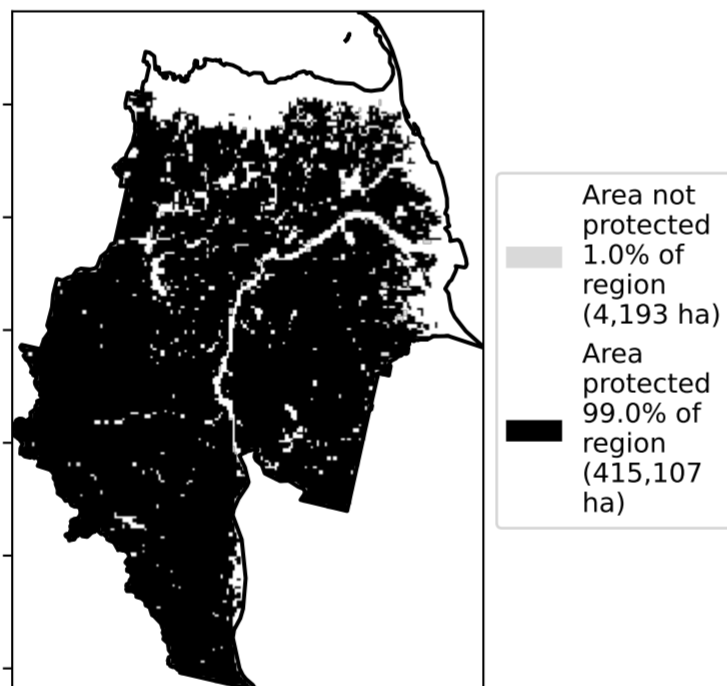 Area not
protected
1.0% of
region
(4,193 ha)
Area
protected
99.0% of
region
(415,107
ha)